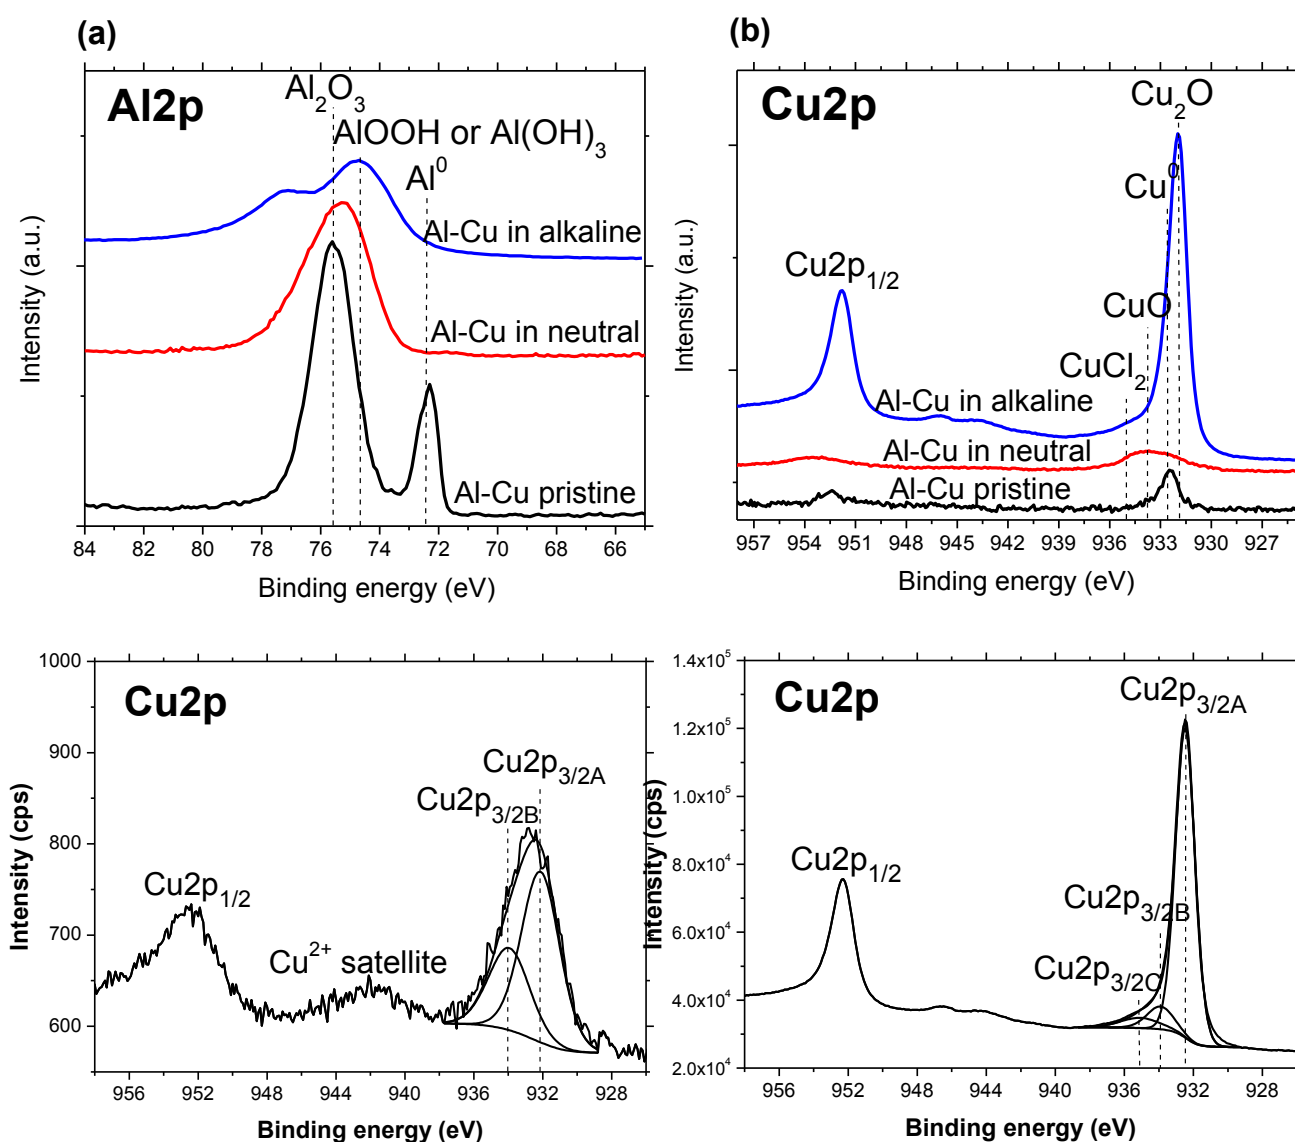 (a)
Al2p
Al₂O₃
AlOOH or Al(OH)₃
Al⁰
Al-Cu in alkaline
Al-Cu in neutral
Al-Cu pristine
Intensity (a.u.)
84 82 80 78 76 74 72 70 68 66
Binding energy (eV)
(b)
Cu2p
Cu₂O
Cu⁰
Cu2p₁/₂
CuO
CuCl₂
Al-Cu in alkaline
Al-Cu in neutral
Al-Cu pristine
Intensity (a.u.)
957 954 951 948 945 942 939 936 933 930 927
Binding energy (eV)
1000
900
800
700
600
Cu2p
Cu2p₃/₂A
Cu2p₃/₂B
Cu2p₁/₂
Cu²⁺ satellite
Intensity (cps)
956 952 948 944 940 936 932 928
Binding energy (eV)
1.4x10⁵
1.2x10⁵
1.0x10⁵
8.0x10⁴
6.0x10⁴
4.0x10⁴
2.0x10⁴
Cu2p
Cu2p₃/₂A
Cu2p₁/₂
Cu2p₃/₂B
Cu2p₃/₂C
Intensity (cps)
956 952 948 944 940 936 932 928
Binding energy (eV)